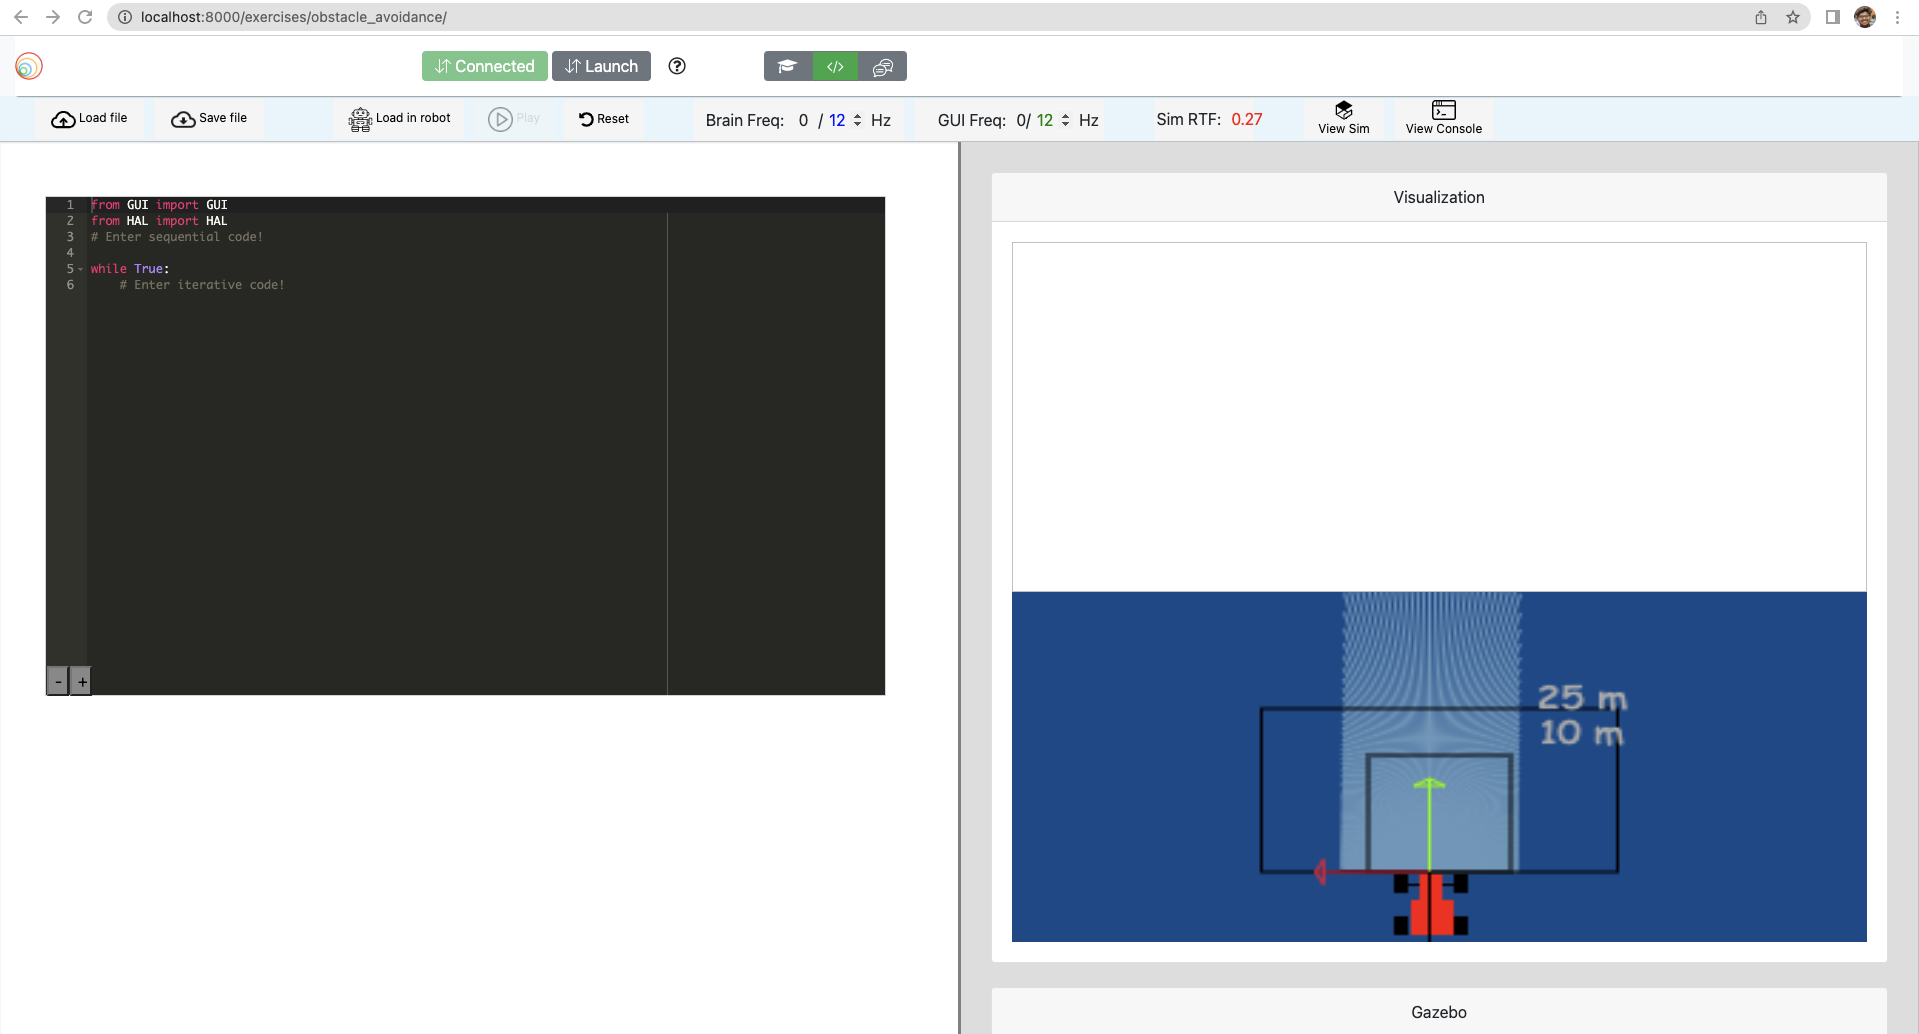 localhost:8000/exercises/obstacle_avoidance/
Connected Launch
Load file Save file Load in robot Play Reset Brain Freq: 0 / 12 Hz GUI Freq: 0/ 12 Hz Sim RTF: 0.27 View Sim View Console
1 from GUI import GUI
2 from HAL import HAL
3 # Enter sequential code!
4
5 while True:
6 # Enter iterative code!
- +
Visualization
25 m
10 m
Gazebo